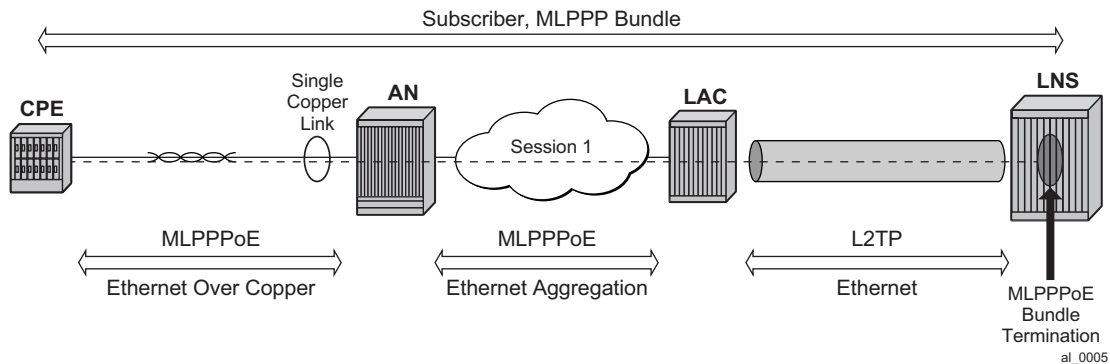 Subscriber, MLPPP Bundle
CPE
Single
Copper
Link
AN
Session 1
LAC
LNS
MLPPPoE
Ethernet Over Copper
MLPPPoE
Ethernet Aggregation
L2TP
Ethernet
MLPPPoE
Bundle
Termination
al_0005